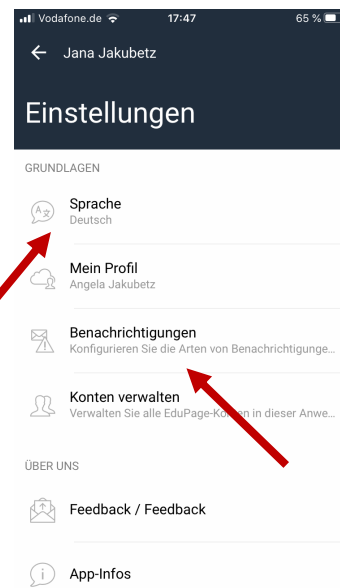 Vodafone.de 17:47 65 %
Jana Jakubetz
Einstellungen
GRUNDLAGEN
Sprache
Deutsch
Mein Profil
Angela Jakubetz
Benachrichtigungen
Konfigurieren Sie die Arten von Benachrichtigunge...
Konten verwalten
Verwalten Sie alle EduPage-Konten in dieser Anwe...
ÜBER UNS
Feedback / Feedback
App-Infos